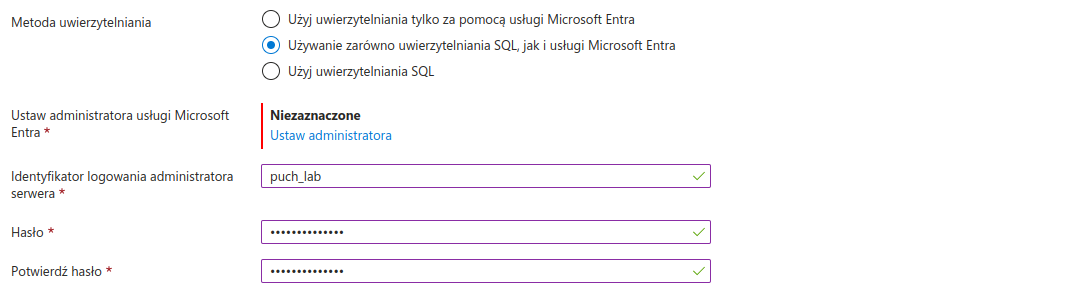 Metoda uwierzytelniania
Użyj uwierzytelniania tylko za pomocą usługi Microsoft Entra
Używanie zarówno uwierzytelniania SQL, jak i usługi Microsoft Entra
Użyj uwierzytelniania SQL
Ustaw administratora usługi Microsoft
Entra *
Niezaznaczone
Ustaw administratora
Identyfikator logowania administratora
serwera *
puch_lab
Hasło *
••••••••••••••
Potwierdź hasło *
••••••••••••••